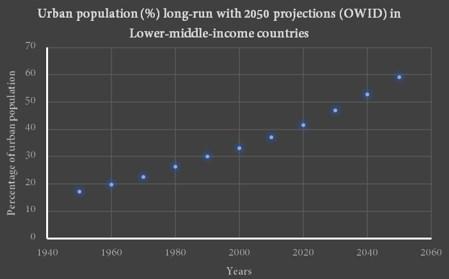 Urban population (%) long-run with 2050 projections (OWID) in
Lower-middle-income countries
Percentage of urban population
70
60
50
40
30
20
10
0
1940 1960 1980 2000 2020 2040 2060
Years